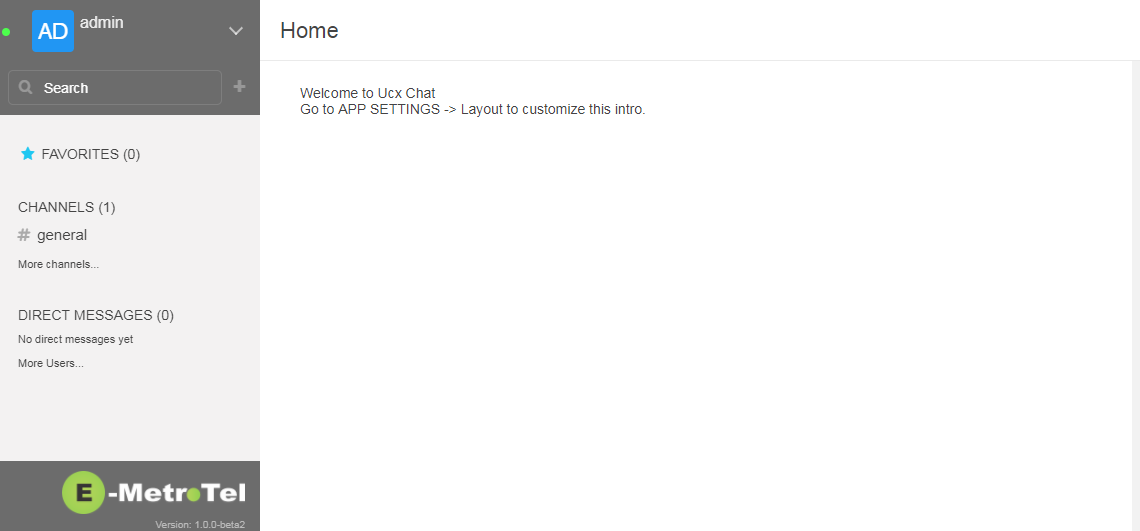 AD admin
Search
FAVORITES (0)
CHANNELS (1)
# general
More channels...
DIRECT MESSAGES (0)
No direct messages yet
More Users...
E-MetroTel
Version: 1.0.0-beta2
Home
Welcome to Ucx Chat
Go to APP SETTINGS -> Layout to customize this intro.